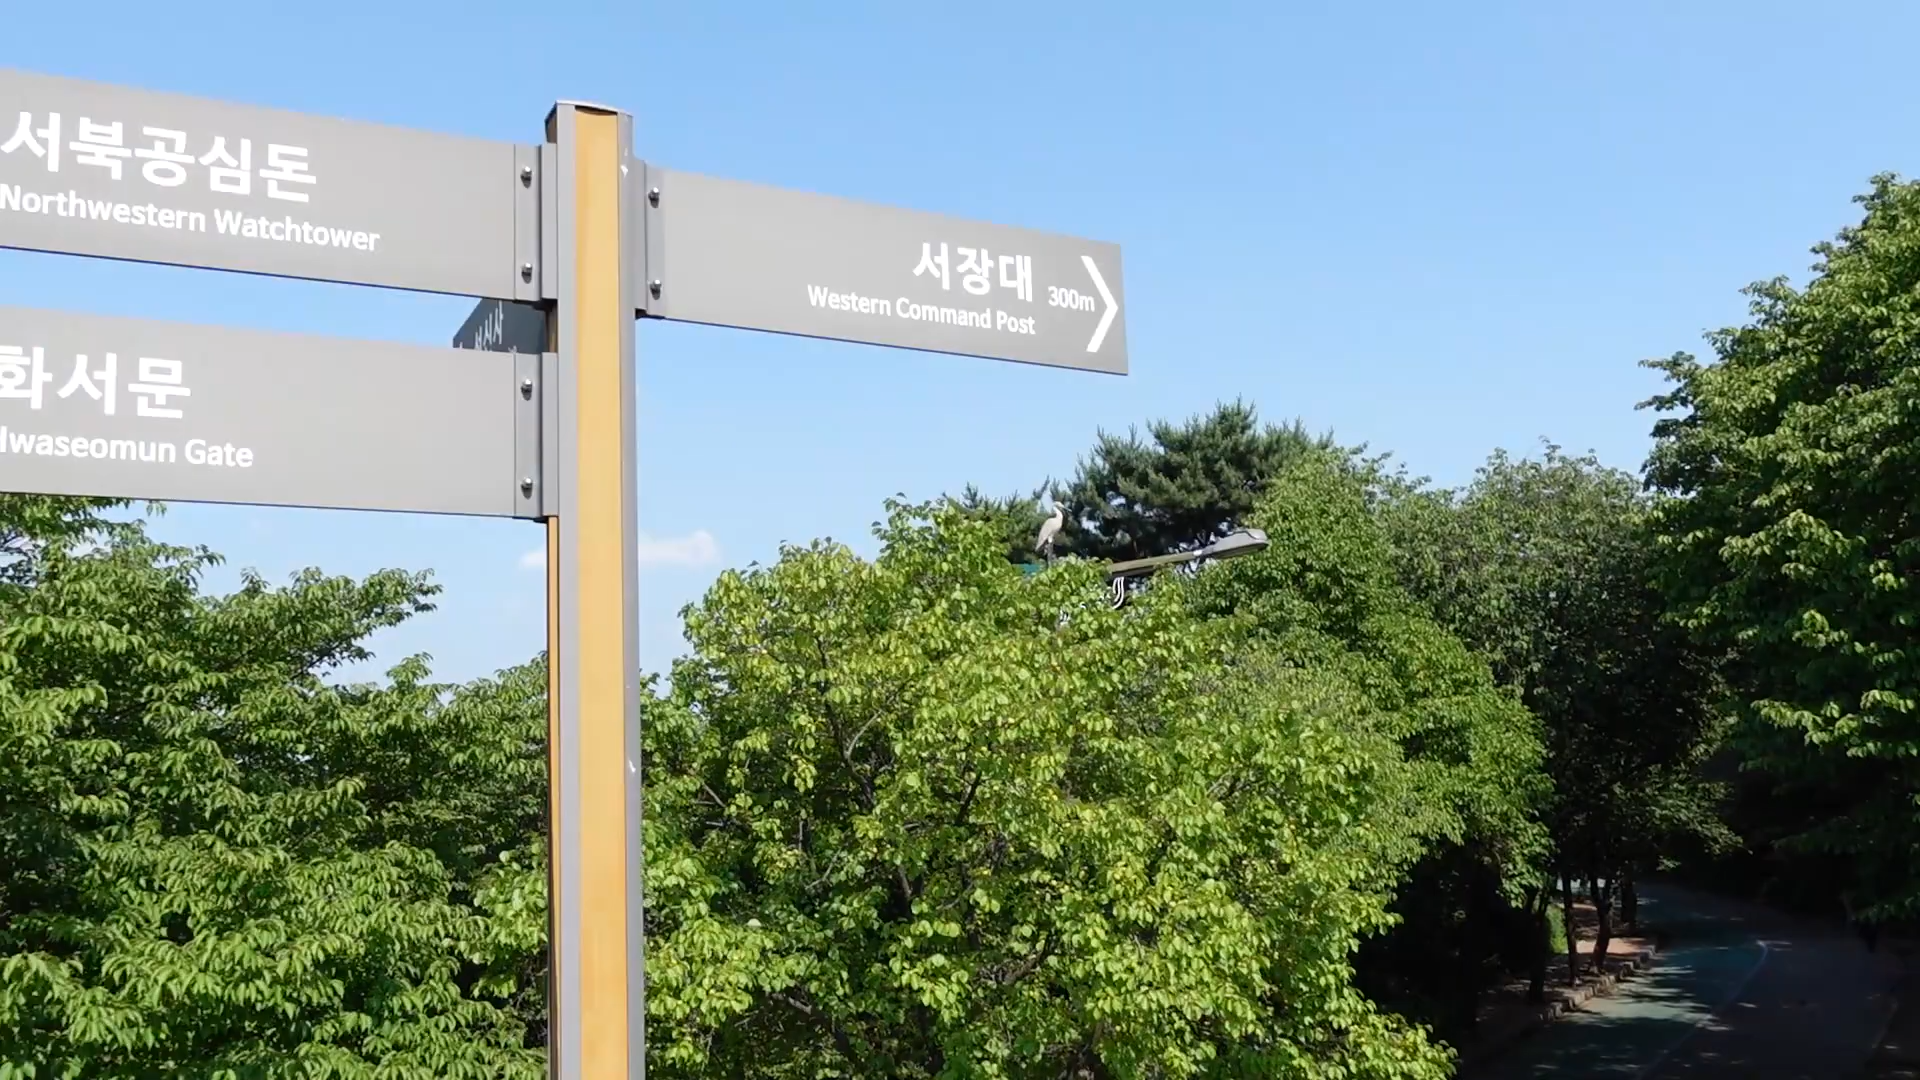 서북공심돈
Northwestern Watchtower
서장대
Western Command Post
300m
화서문
Hwaseomun Gate